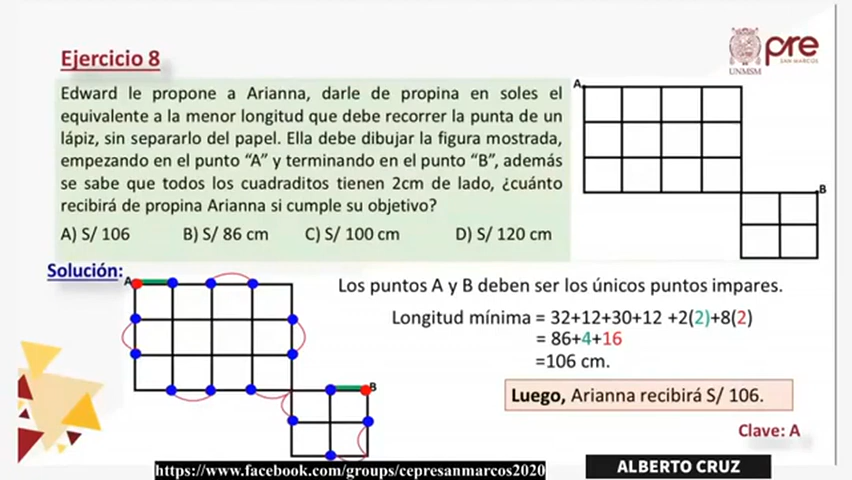 Ejercicio 8
UNMSM
pre
SAN MARCOS
Edward le propone a Arianna, darle de propina en soles el
equivalente a la menor longitud que debe recorrer la punta de un
lápiz, sin separarlo del papel. Ella debe dibujar la figura mostrada,
empezando en el punto “A” y terminando en el punto “B”, además
se sabe que todos los cuadraditos tienen 2cm de lado, ¿cuánto
recibirá de propina Arianna si cumple su objetivo?
A) S/ 106 B) S/ 86 cm C) S/ 100 cm D) S/ 120 cm
A
B
Solución:
A
B
Los puntos A y B deben ser los únicos puntos impares.
Longitud mínima = 32+12+30+12 +2(2)+8(2)
= 86+4+16
=106 cm.
Luego, Arianna recibirá S/ 106.
Clave: A
https://www.facebook.com/groups/cepresanmarcos2020
ALBERTO CRUZ